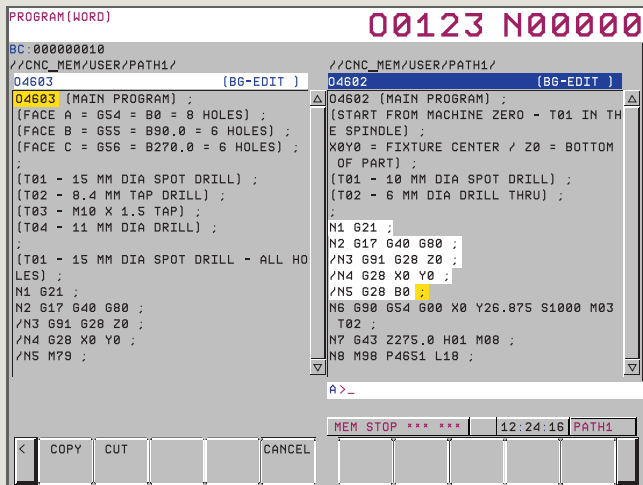 PROGRAM(WORD)
O0123 N00000
BC:000000010
//CNC_MEM/USER/PATH1/
O4603 (BG-EDIT )
O4603 (MAIN PROGRAM) ;
(FACE A = G54 = B0 = 8 HOLES) ;
(FACE B = G55 = B90.0 = 6 HOLES) ;
(FACE C = G56 = B270.0 = 6 HOLES) ;
;
(T01 - 15 MM DIA SPOT DRILL) ;
(T02 - 8.4 MM TAP DRILL) ;
(T03 - M10 X 1.5 TAP) ;
(T04 - 11 MM DIA DRILL) ;
;
(T01 - 15 MM DIA SPOT DRILL - ALL HO
LES) ;
N1 G21 ;
N2 G17 G40 G80 ;
/N3 G91 G28 Z0 ;
/N4 G28 X0 Y0 ;
/N5 M79 ;
//CNC_MEM/USER/PATH1/
O4602 (BG-EDIT )
O4602 (MAIN PROGRAM) ;
(START FROM MACHINE ZERO - T01 IN TH
E SPINDLE) ;
X0Y0 = FIXTURE CENTER / Z0 = BOTTOM
OF PART) ;
(T01 - 10 MM DIA SPOT DRILL) ;
(T02 - 6 MM DIA DRILL THRU) ;
;
N1 G21 ;
N2 G17 G40 G80 ;
/N3 G91 G28 Z0 ;
/N4 G28 X0 Y0 ;
/N5 G28 B0 ;
N6 G90 G54 G00 X0 Y26.875 S1000 M03
T02 ;
N7 G43 Z275.0 H01 M08 ;
N8 M98 P4651 L18 ;
A>_
MEM STOP *** *** 12:24:16 PATH1
< COPY CUT CANCEL